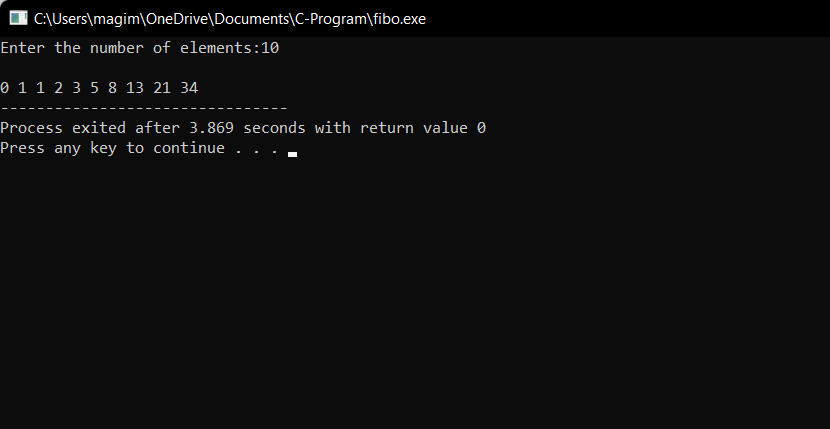 C:\Users\magim\OneDrive\Documents\C-Program\fibo.exe
Enter the number of elements:10
0 1 1 2 3 5 8 13 21 34
--------------------------------
Process exited after 3.869 seconds with return value 0
Press any key to continue . . .